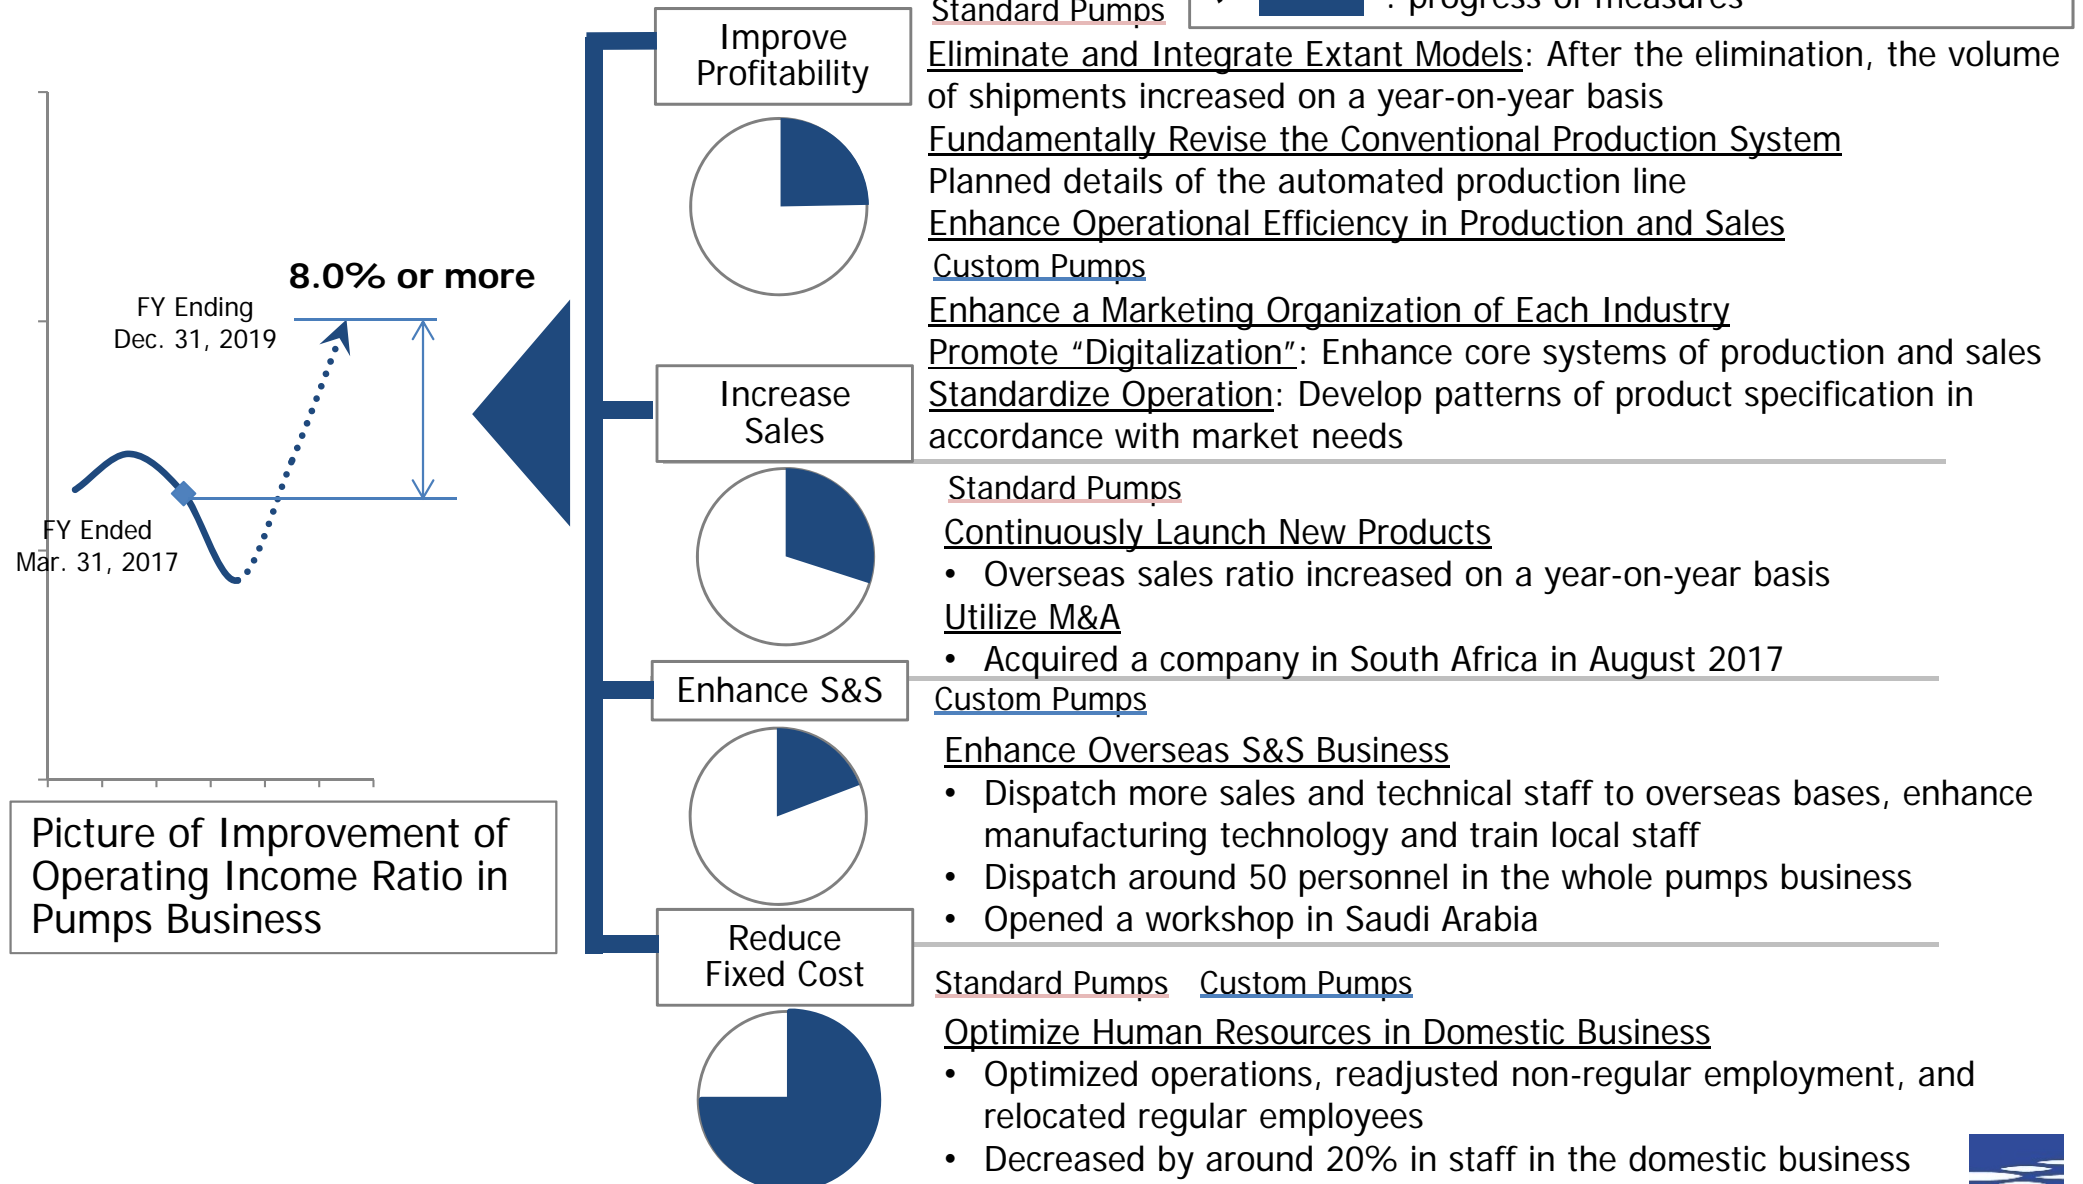 Standard Pumps
: progress of measures
Improve
Profitability
Eliminate and Integrate Extant Models: After the elimination, the volume
of shipments increased on a year-on-year basis
Fundamentally Revise the Conventional Production System
Planned details of the automated production line
Enhance Operational Efficiency in Production and Sales
Custom Pumps
Enhance a Marketing Organization of Each Industry
Promote “Digitalization”: Enhance core systems of production and sales
Standardize Operation: Develop patterns of product specification in
accordance with market needs
8.0% or more
FY Ending
Dec. 31, 2019
FY Ended
Mar. 31, 2017
Picture of Improvement of
Operating Income Ratio in
Pumps Business
Increase
Sales
Standard Pumps
Continuously Launch New Products
• Overseas sales ratio increased on a year-on-year basis
Utilize M&A
• Acquired a company in South Africa in August 2017
Enhance S&S
Custom Pumps
Enhance Overseas S&S Business
• Dispatch more sales and technical staff to overseas bases, enhance
manufacturing technology and train local staff
• Dispatch around 50 personnel in the whole pumps business
• Opened a workshop in Saudi Arabia
Reduce
Fixed Cost
Standard Pumps Custom Pumps
Optimize Human Resources in Domestic Business
• Optimized operations, readjusted non-regular employment, and
relocated regular employees
• Decreased by around 20% in staff in the domestic business